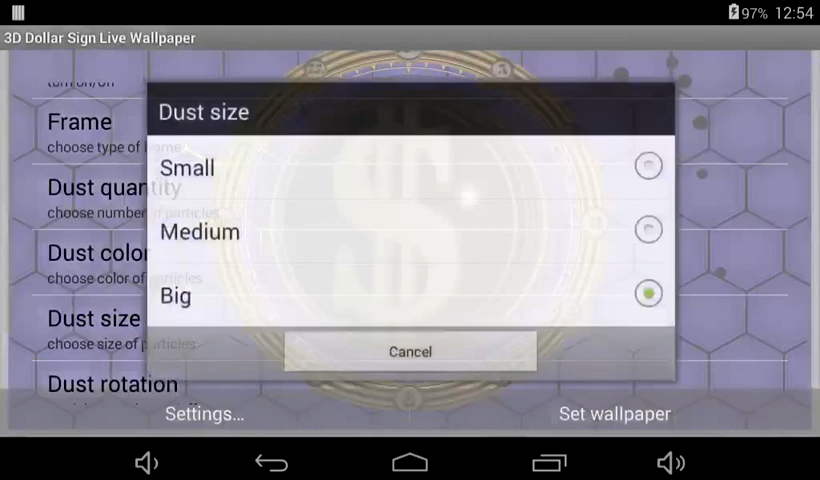 97% 12:54
3D Dollar Sign Live Wallpaper
turn on/off
Dust size
Frame
choose type of frame
Small
Dust quantity
choose number of particles
Medium
Dust color
choose color of particles
Big
Dust size
choose size of particles
Cancel
Dust rotation
Settings...
Set wallpaper